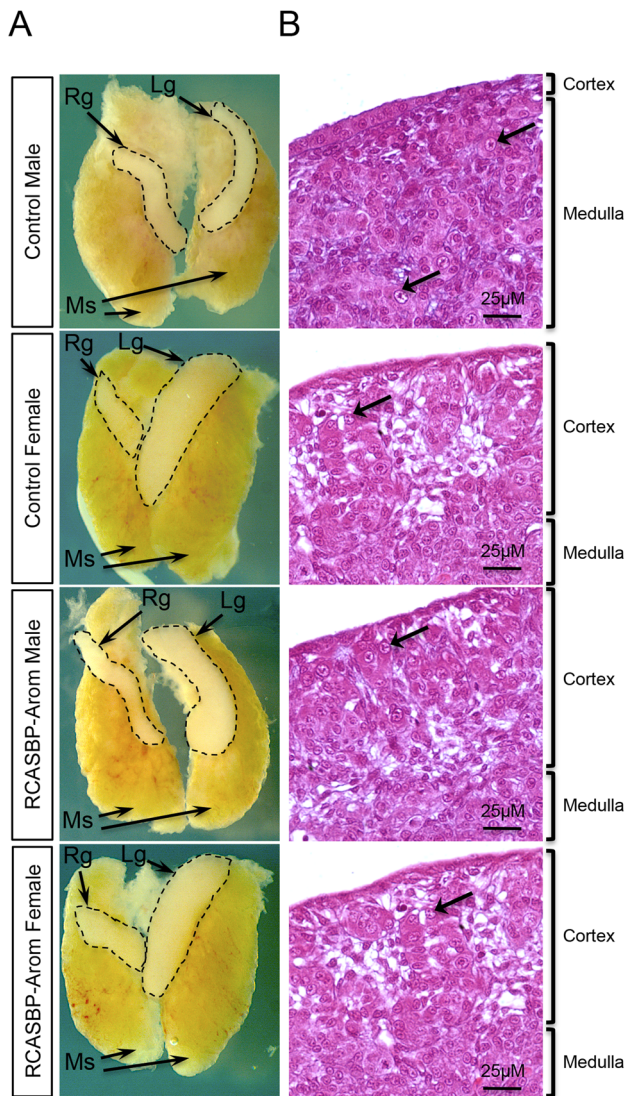 A
B
Control Male
Rg
Lg
Ms
25µM
Cortex
Medulla
Control Female
Rg
Lg
Ms
25µM
Cortex
Medulla
RCASBP-Arom Male
Rg
Lg
Ms
25µM
Cortex
Medulla
RCASBP-Arom Female
Rg
Lg
Ms
25µM
Cortex
Medulla